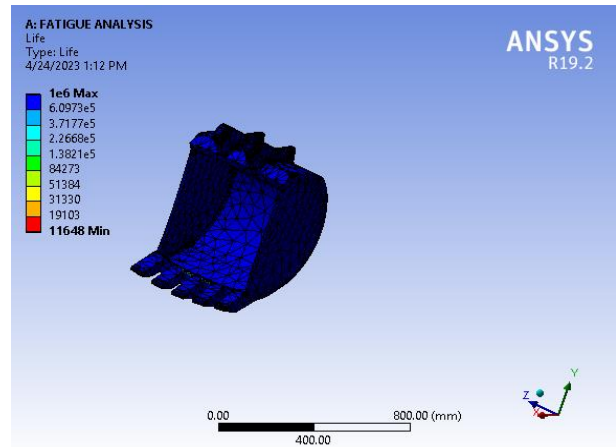 A: FATIGUE ANALYSIS
Life
Type: Life
4/24/2023 1:12 PM
1e6 Max
6.0973e5
3.7177e5
2.2668e5
1.3821e5
84273
51384
31330
19103
11648 Min
ANSYS
R19.2
0.00
800.00 (mm)
400.00
Y
Z
X